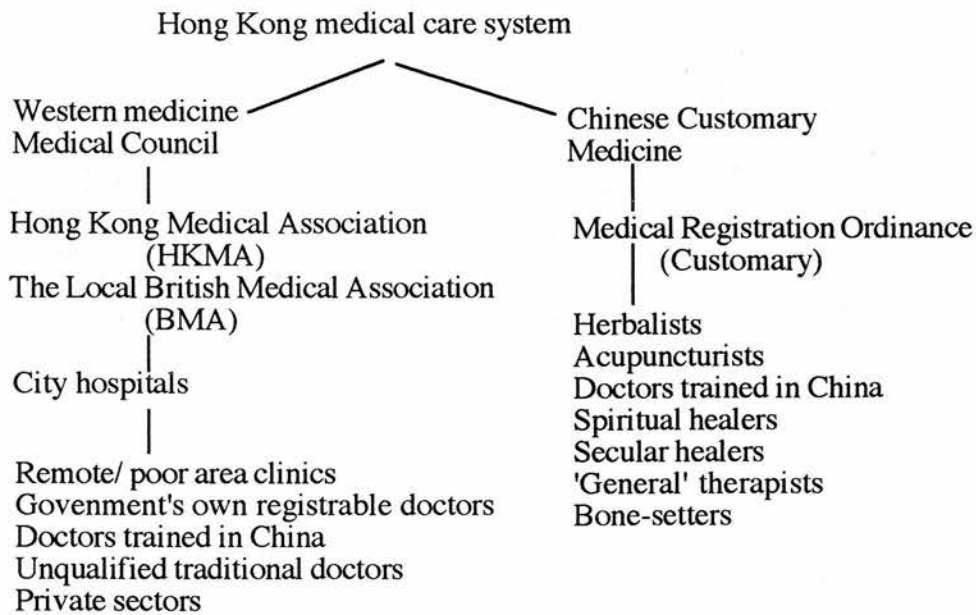 Hong Kong medical care system
Western medicine
Medical Council
Hong Kong Medical Association
(HKMA)
The Local British Medical Association
(BMA)
City hospitals
Remote/ poor area clinics
Govenment's own registrable doctors
Doctors trained in China
Unqualified traditional doctors
Private sectors
Chinese Customary
Medicine
Medical Registration Ordinance
(Customary)
Herbalists
Acupuncturists
Doctors trained in China
Spiritual healers
Secular healers
'General' therapists
Bone-setters